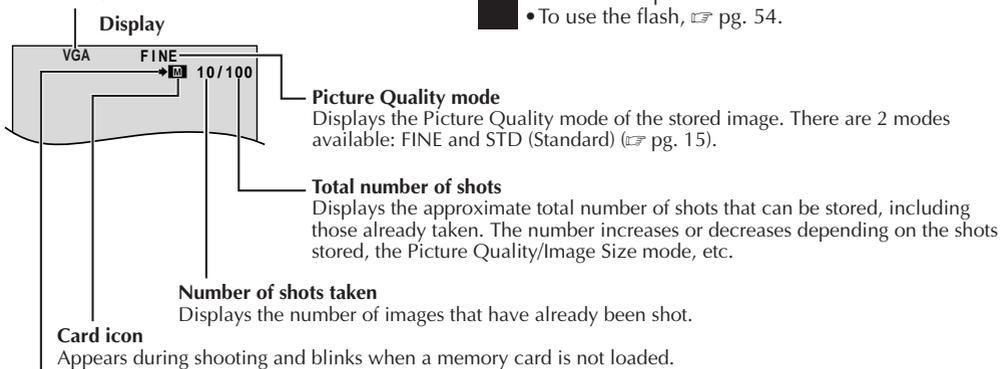 • To use the flash, ☞ pg. 54.
Display
VGA FINE
M 10/100
Picture Quality mode
Displays the Picture Quality mode of the stored image. There are 2 modes
available: FINE and STD (Standard) (☞ pg. 15).
Total number of shots
Displays the approximate total number of shots that can be stored, including
those already taken. The number increases or decreases depending on the shots
stored, the Picture Quality/Image Size mode, etc.
Number of shots taken
Displays the number of images that have already been shot.
Card icon
Appears during shooting and blinks when a memory card is not loaded.